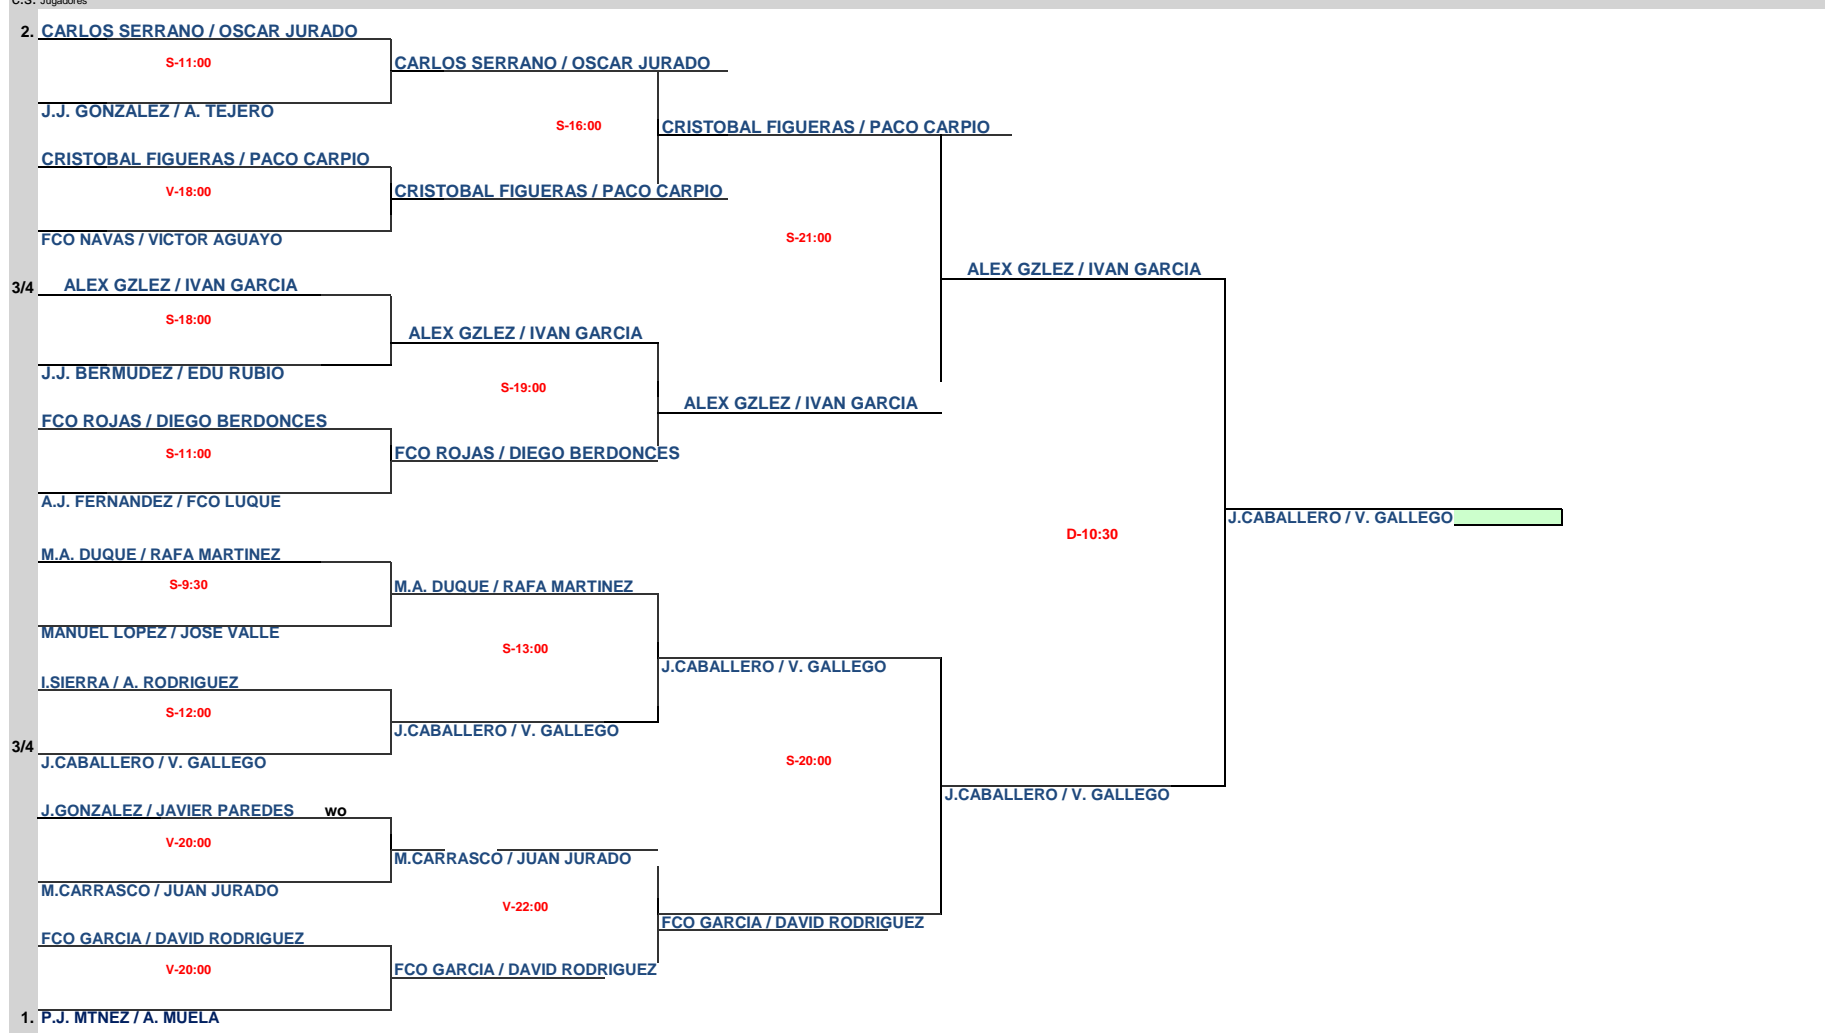 C.S. Jugadores
2. CARLOS SERRANO / OSCAR JURADO
S-11:00
CARLOS SERRANO / OSCAR JURADO
J.J. GONZALEZ / A. TEJERO
S-16:00
CRISTOBAL FIGUERAS / PACO CARPIO
CRISTOBAL FIGUERAS / PACO CARPIO
V-18:00
CRISTOBAL FIGUERAS / PACO CARPIO
FCO NAVAS / VICTOR AGUAYO
S-21:00
ALEX GZLEZ / IVAN GARCIA
3/4 ALEX GZLEZ / IVAN GARCIA
S-18:00
ALEX GZLEZ / IVAN GARCIA
J.J. BERMUDEZ / EDU RUBIO
S-19:00
ALEX GZLEZ / IVAN GARCIA
FCO ROJAS / DIEGO BERDONCES
S-11:00
FCO ROJAS / DIEGO BERDONCES
A.J. FERNANDEZ / FCO LUQUE
J.CABALLERO / V. GALLEGO
D-10:30
M.A. DUQUE / RAFA MARTINEZ
S-9:30
M.A. DUQUE / RAFA MARTINEZ
MANUEL LOPEZ / JOSE VALLE
S-13:00
J.CABALLERO / V. GALLEGO
I.SIERRA / A. RODRIGUEZ
S-12:00
J.CABALLERO / V. GALLEGO
3/4 J.CABALLERO / V. GALLEGO
S-20:00
J.CABALLERO / V. GALLEGO
J.GONZALEZ / JAVIER PAREDES wo
V-20:00
M.CARRASCO / JUAN JURADO
M.CARRASCO / JUAN JURADO
V-22:00
FCO GARCIA / DAVID RODRIGUEZ
FCO GARCIA / DAVID RODRIGUEZ
V-20:00
FCO GARCIA / DAVID RODRIGUEZ
1. P.J. MTNEZ / A. MUELA